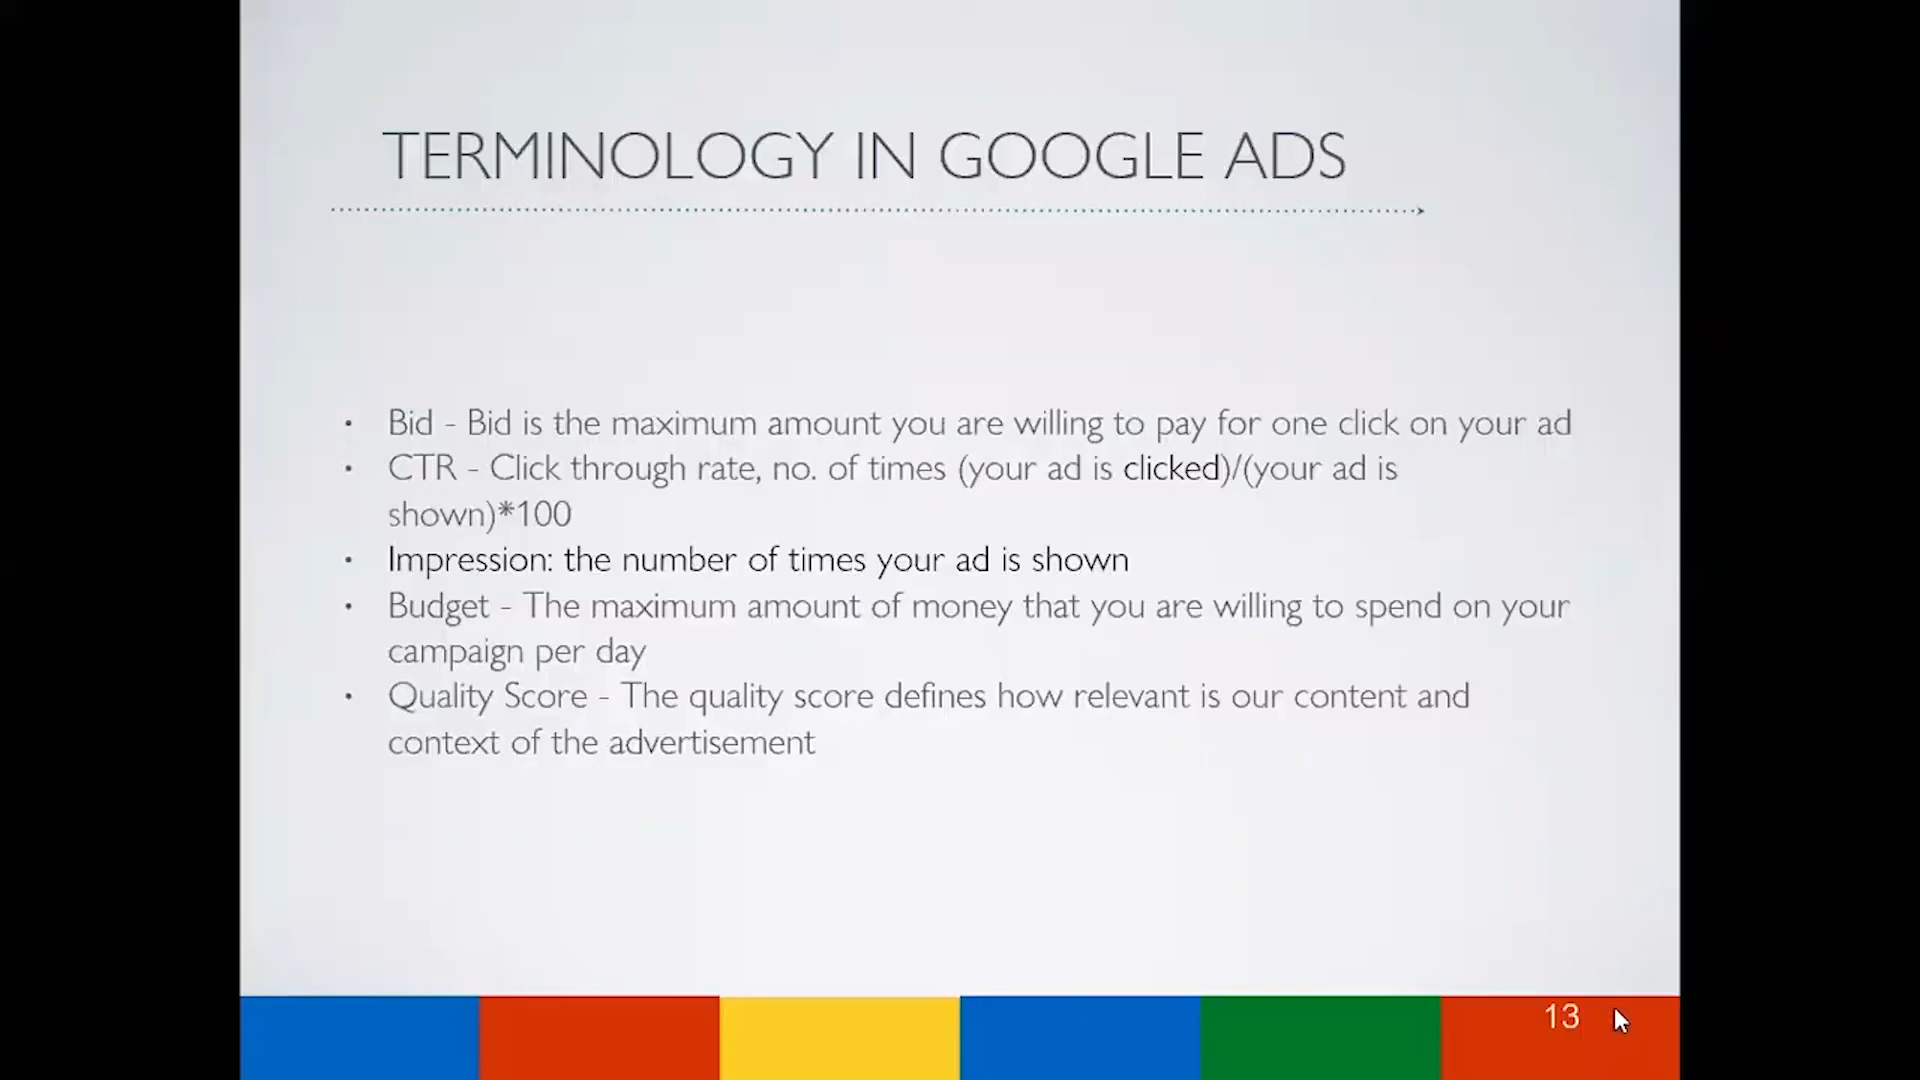 TERMINOLOGY IN GOOGLE ADS
• Bid - Bid is the maximum amount you are willing to pay for one click on your ad
• CTR - Click through rate, no. of times (your ad is clicked)/(your ad is
shown)*100
• Impression: the number of times your ad is shown
• Budget - The maximum amount of money that you are willing to spend on your
campaign per day
• Quality Score - The quality score defines how relevant is our content and
context of the advertisement
13